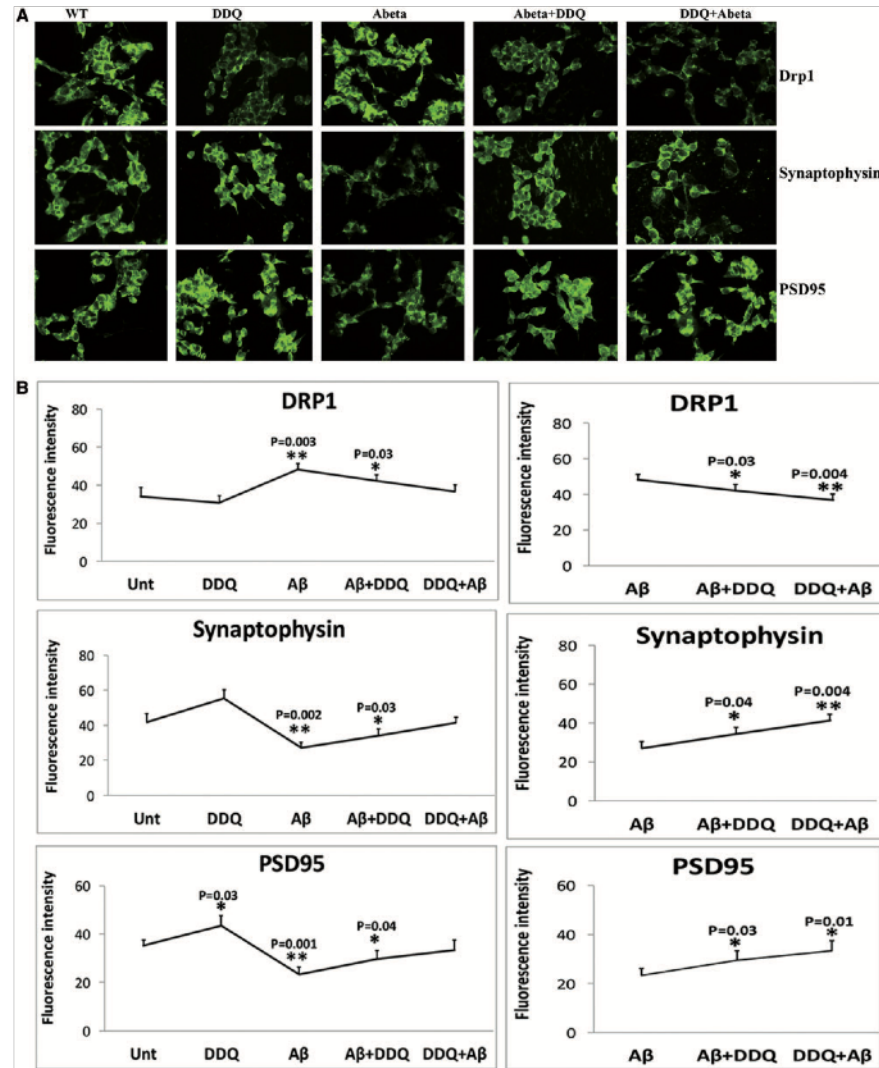 A
WT DDQ Abeta Abeta+DDQ DDQ+Abeta
Drp1
Synaptophysin
PSD95
B
DRP1
Fluorescence intensity
80
60
40
20
0
P=0.003
**
P=0.03
*
Unt DDQ Aβ Aβ+DDQ DDQ+Aβ
DRP1
Fluorescence intensity
80
60
40
20
0
P=0.03
*
P=0.004
**
Aβ Aβ+DDQ DDQ+Aβ
Synaptophysin
Fluorescence intensity
80
60
40
20
0
P=0.002
**
P=0.03
*
Unt DDQ Aβ Aβ+DDQ DDQ+Aβ
Synaptophysin
Fluorescence intensity
80
60
40
20
0
P=0.04
*
P=0.004
**
Aβ Aβ+DDQ DDQ+Aβ
PSD95
Fluorescence intensity
60
40
20
0
P=0.03
*
P=0.001
**
P=0.04
*
Unt DDQ Aβ Aβ+DDQ DDQ+Aβ
PSD95
Fluorescence intensity
60
40
20
0
P=0.03
*
P=0.01
*
Aβ Aβ+DDQ DDQ+Aβ